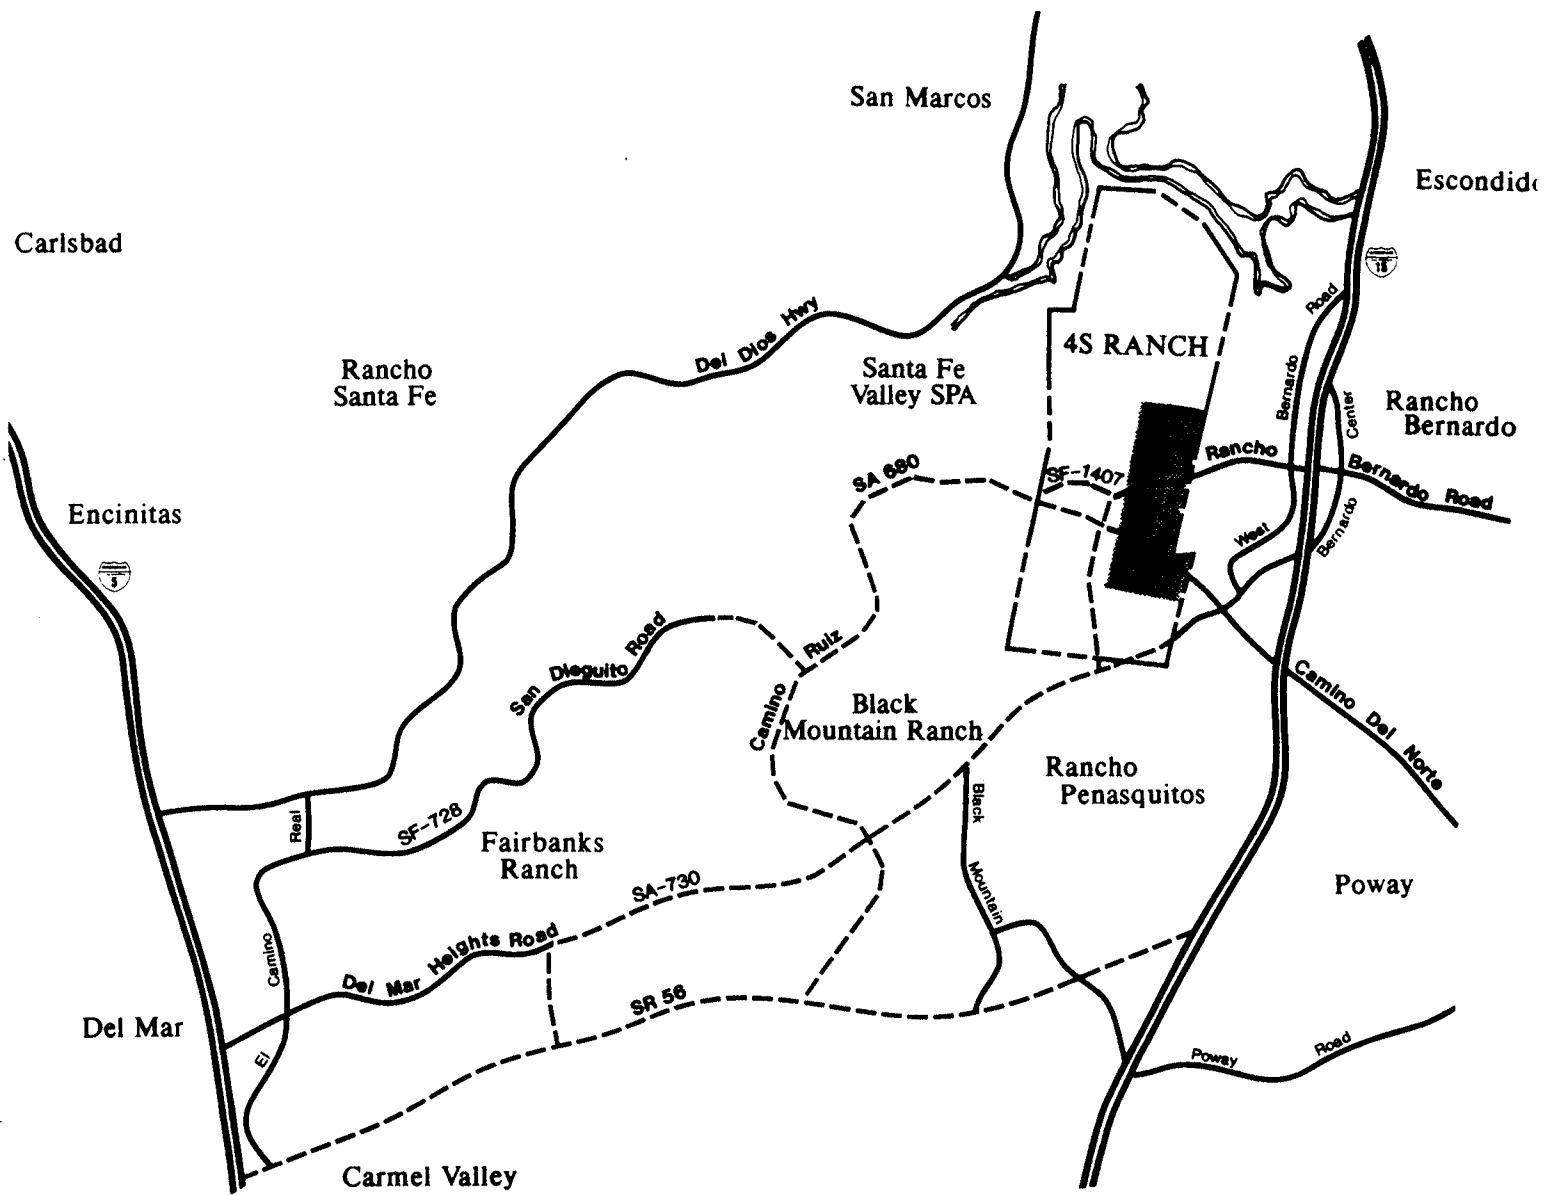 San Marcos
Escondid
Carlsbad
15
Road
Del Dios Hwy
4S RANCH
Rancho
Santa Fe
Santa Fe
Valley SPA
Bernardo
Center
Rancho
Bernardo
Rancho
Bernardo Road
SA 680
SF-1407
Encinitas
West
Bernardo
5
San Dieguito Road
Camino Ruiz
Black
Mountain Ranch
Camino Del Norte
Rancho
Penasquitos
Black
Mountain
Real
SF-728
Fairbanks
Ranch
SA-730
Poway
Camino
Del Mar Heights Road
SR 56
Del Mar
El
Poway Road
Carmel Valley